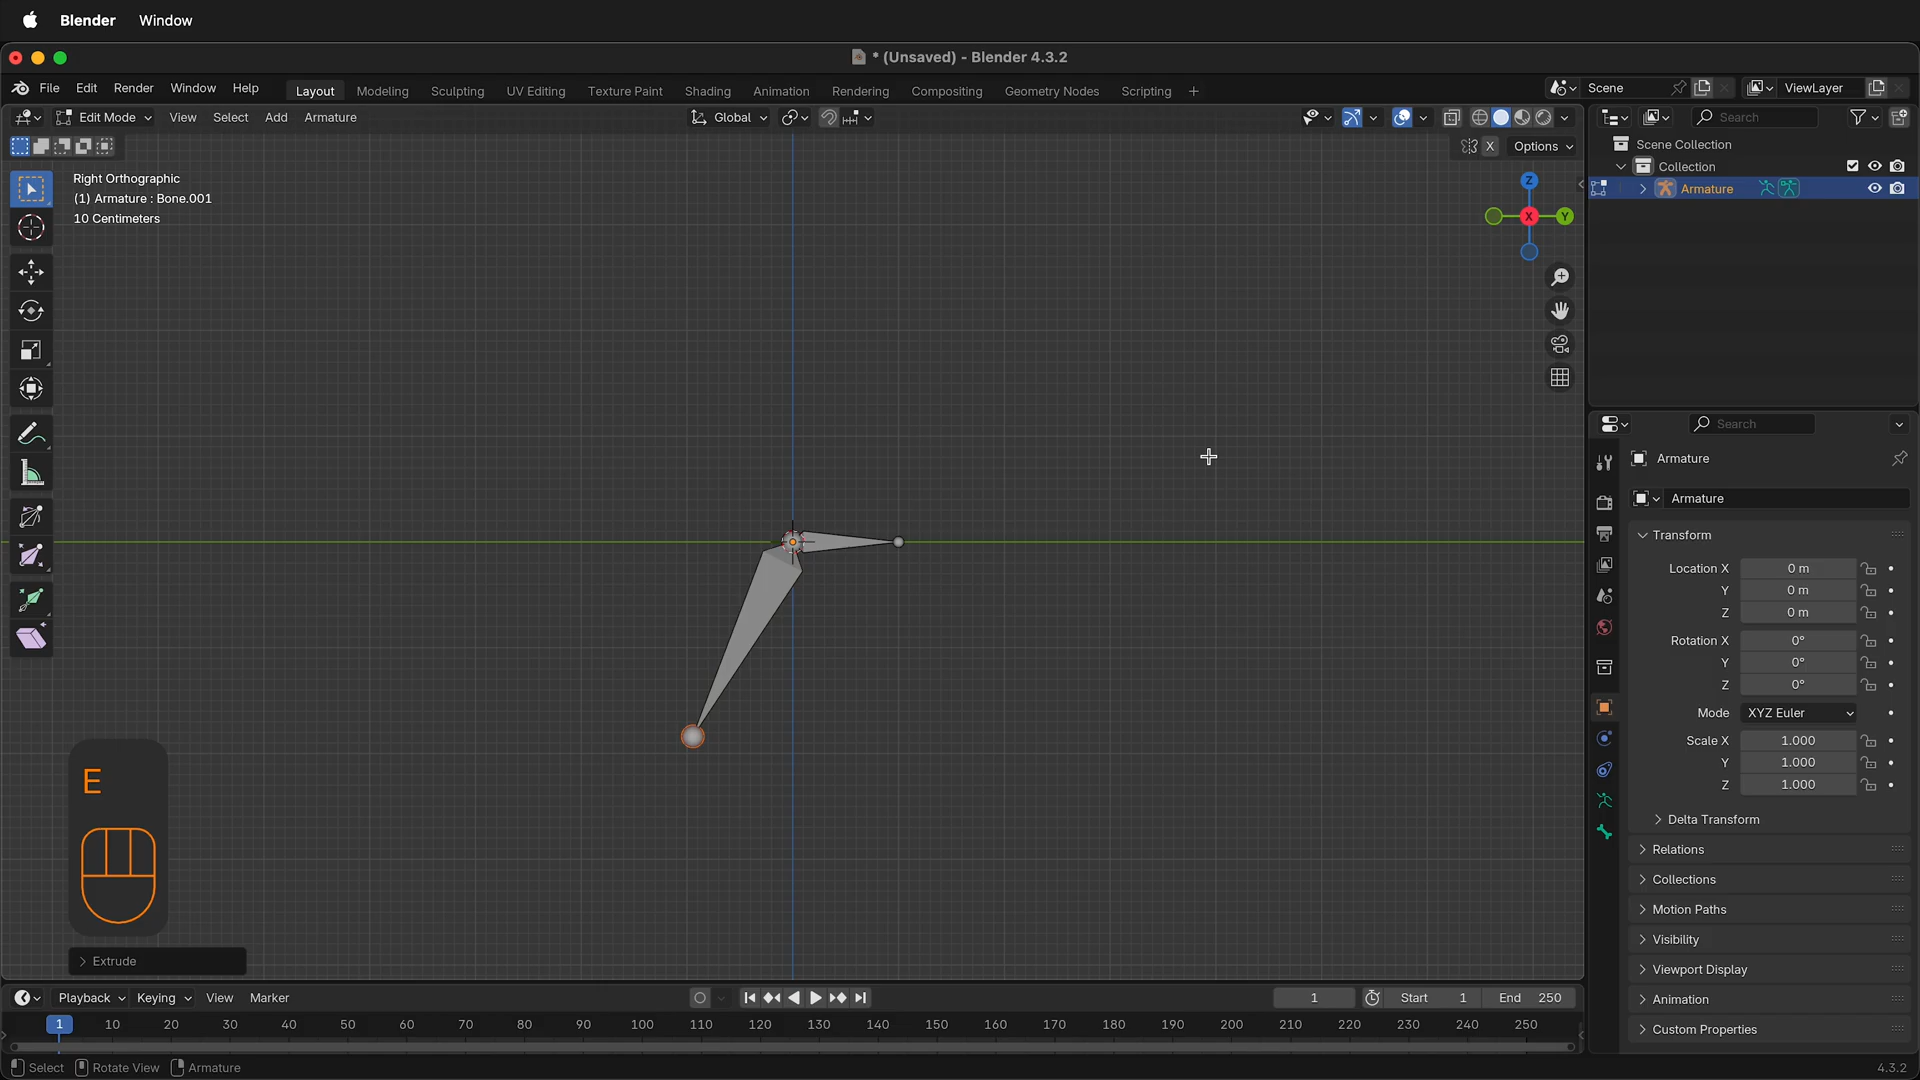 Blender Window
* (Unsaved) - Blender 4.3.2
File Edit Render Window Help Layout Modeling Sculpting UV Editing Texture Paint Shading Animation Rendering Compositing Geometry Nodes Scripting + Scene ViewLayer
Edit Mode View Select Add Armature Global Search
X Options
Scene Collection
Collection
Armature
Right Orthographic
(1) Armature : Bone.001
10 Centimeters
Z
X Y
Search
Armature
Armature
Transform
Location X 0 m
Y 0 m
Z 0 m
Rotation X 0°
Y 0°
Z 0°
Mode XYZ Euler
Scale X 1.000
Y 1.000
Z 1.000
Delta Transform
Relations
Collections
Motion Paths
Visibility
Viewport Display
Animation
Custom Properties
E
Extrude
Playback Keying View Marker 1 Start 1 End 250
1 10 20 30 40 50 60 70 80 90 100 110 120 130 140 150 160 170 180 190 200 210 220 230 240 250
Select Rotate View Armature 4.3.2